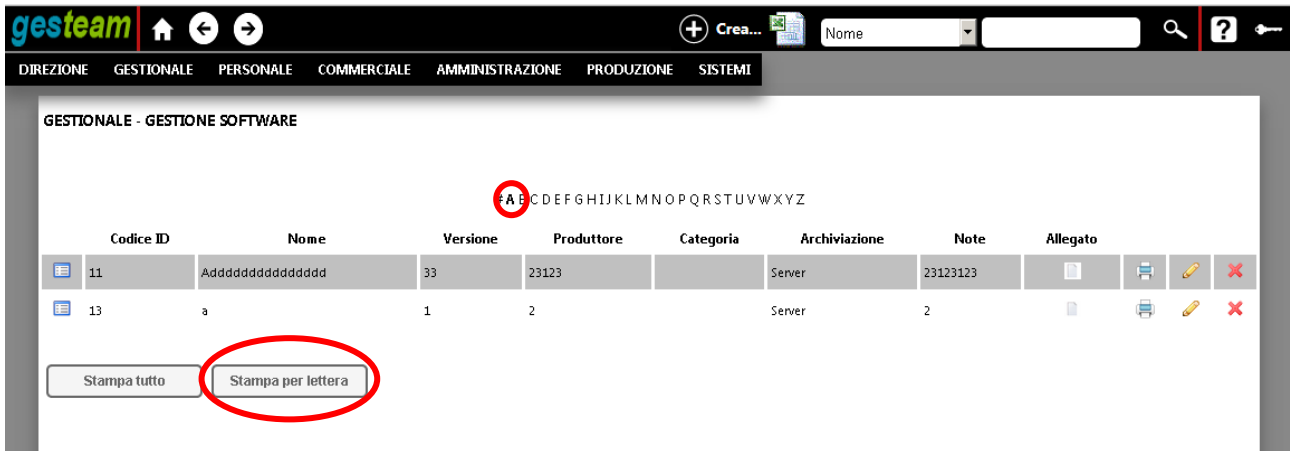 gesteam Crea... Nome ?
DIREZIONE GESTIONALE PERSONALE COMMERCIALE AMMINISTRAZIONE PRODUZIONE SISTEMI
GESTIONALE - GESTIONE SOFTWARE
# A B C D E F G H I J K L M N O P Q R S T U V W X Y Z
Codice ID Nome Versione Produttore Categoria Archiviazione Note Allegato
11 Addddddddddddddd 33 23123 Server 23123123
13 a 1 2 Server 2
Stampa tutto Stampa per lettera